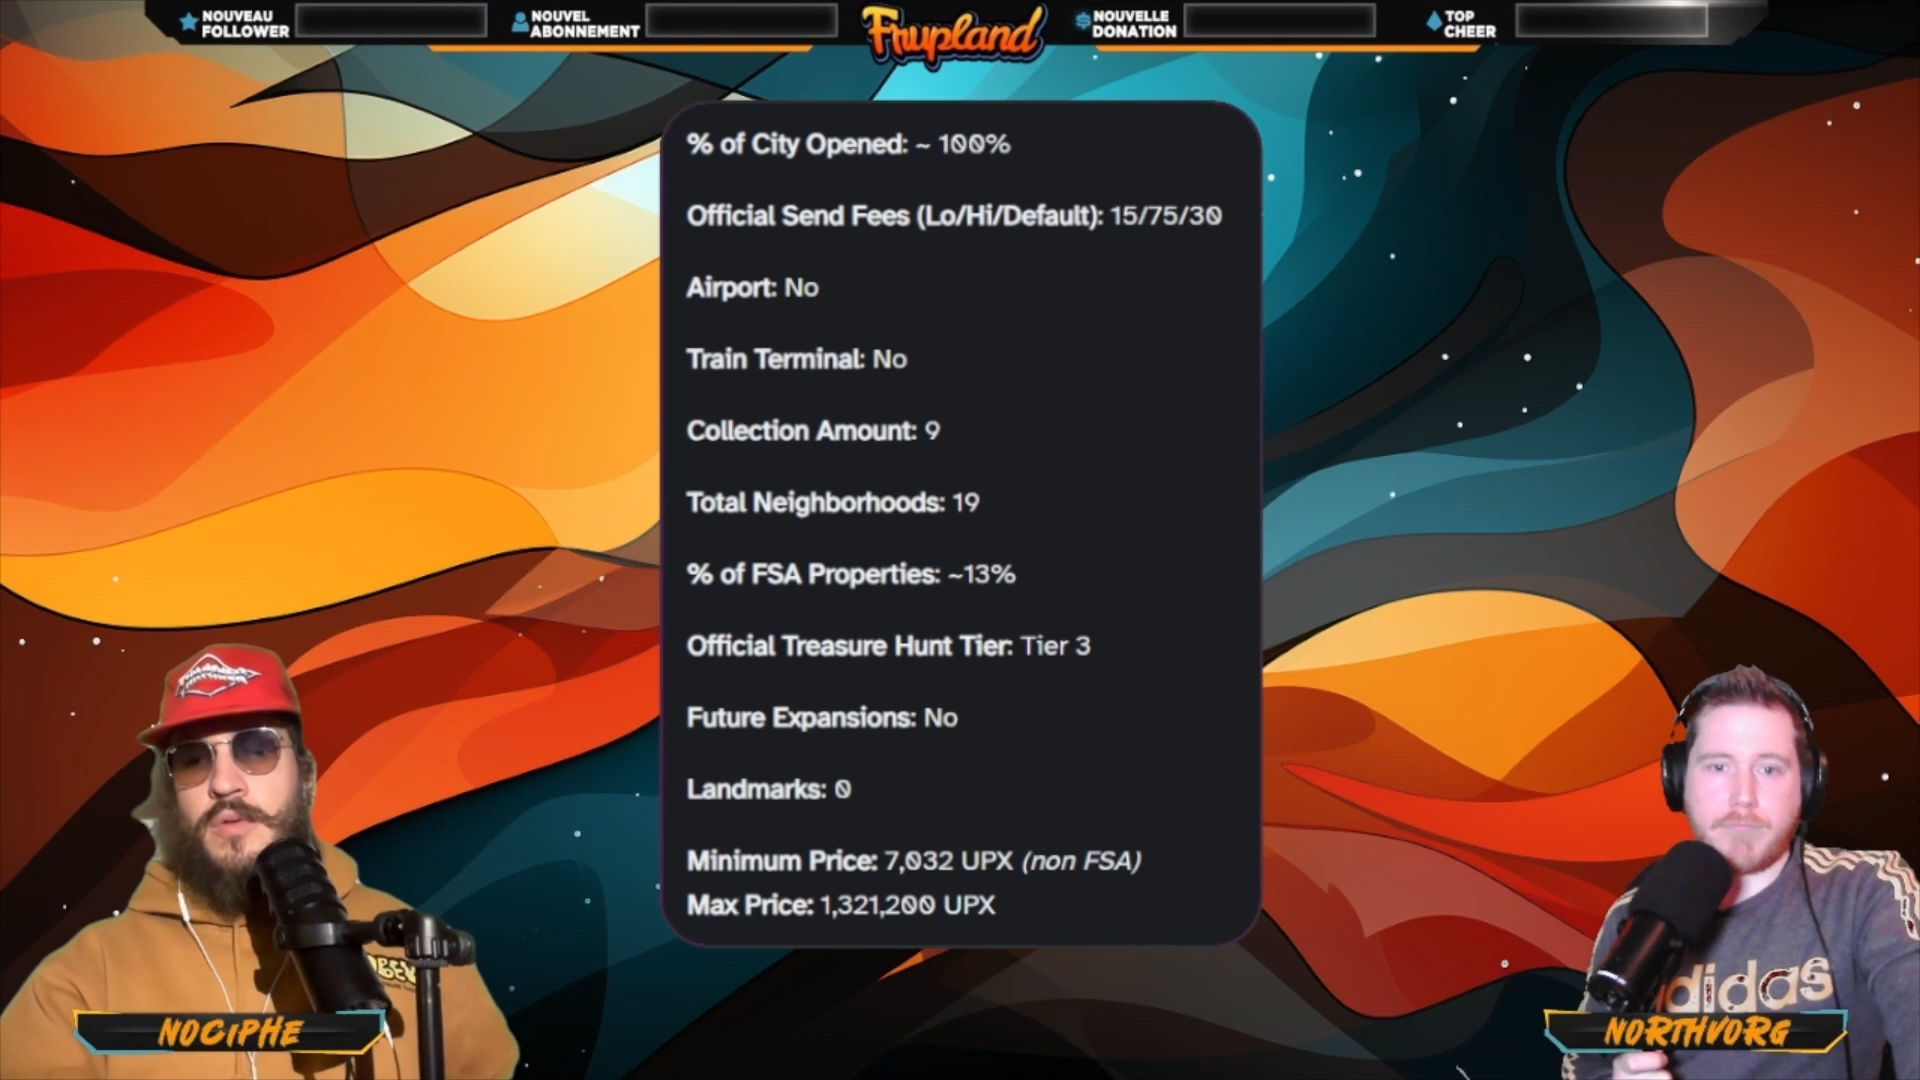 NOUVEAU
FOLLOWER
NOUVEL
ABONNEMENT
Frupland
NOUVELLE
DONATION
TOP
CHEER
% of City Opened: ~ 100%
Official Send Fees (Lo/Hi/Default): 15/75/30
Airport: No
Train Terminal: No
Collection Amount: 9
Total Neighborhoods: 19
% of FSA Properties: ~13%
Official Treasure Hunt Tier: Tier 3
Future Expansions: No
Landmarks: 0
Minimum Price: 7,032 UPX (non FSA)
Max Price: 1,321,200 UPX
OBEY
adidas
NOCiPHE
NORTHVORG